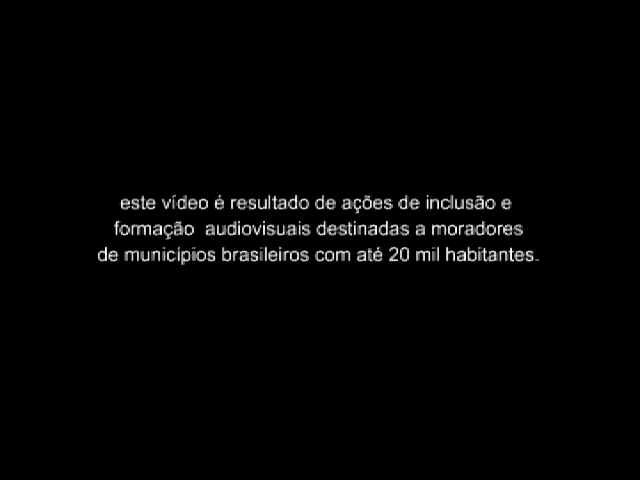 este vídeo é resultado de ações de inclusão e
formação audiovisuais destinadas a moradores
de municípios brasileiros com até 20 mil habitantes.